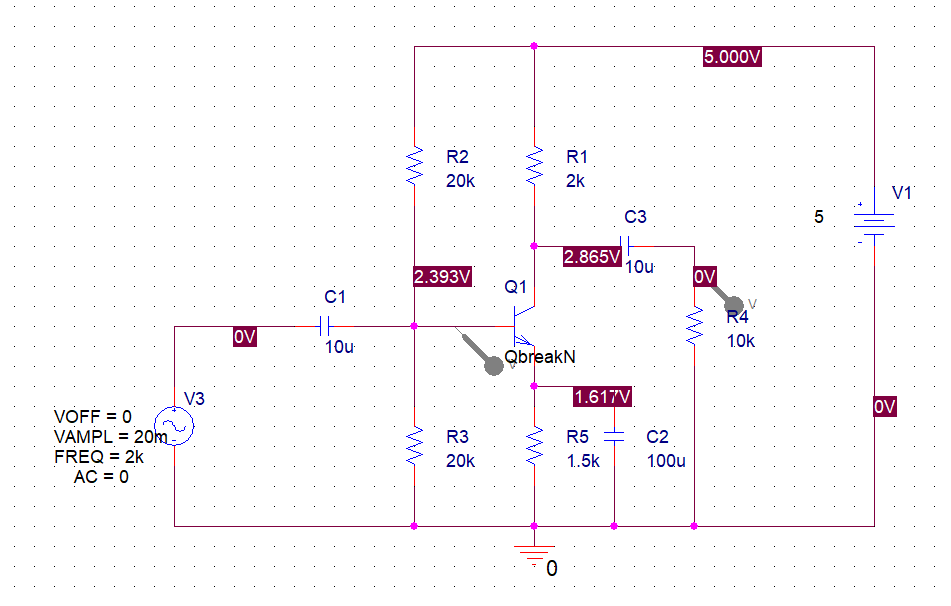 5.000V
R2
20k
R1
2k
V1
5
+
-
C3
2.865V
10u
2.393V
0V
Q1
C1
0V
10u
V
R4
10k
QbreakN
V
V3
VOFF = 0
VAMPL = 20m
FREQ = 2k
AC = 0
+
-
1.617V
0V
R3
20k
R5
1.5k
C2
100u
0